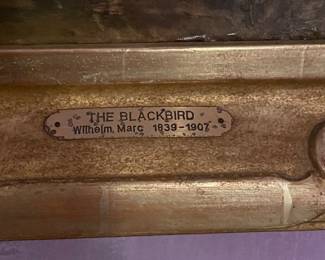 THE BLACKBIRD
Wilhelm, Marc 1839-1907